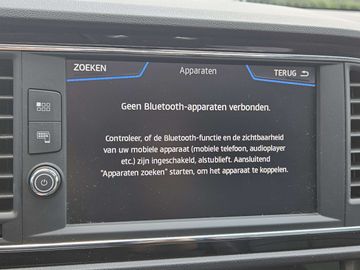 ZOEKEN
Apparaten
TERUG
Geen Bluetooth-apparaten verbonden.
Controleer, of de Bluetooth-functie en de zichtbaarheid
van uw mobiele apparaat (mobiele telefoon, audioplayer
etc.) zijn ingeschakeld, alstublieft. Aansluitend
"Apparaten zoeken" starten, om het apparaat te koppelen.